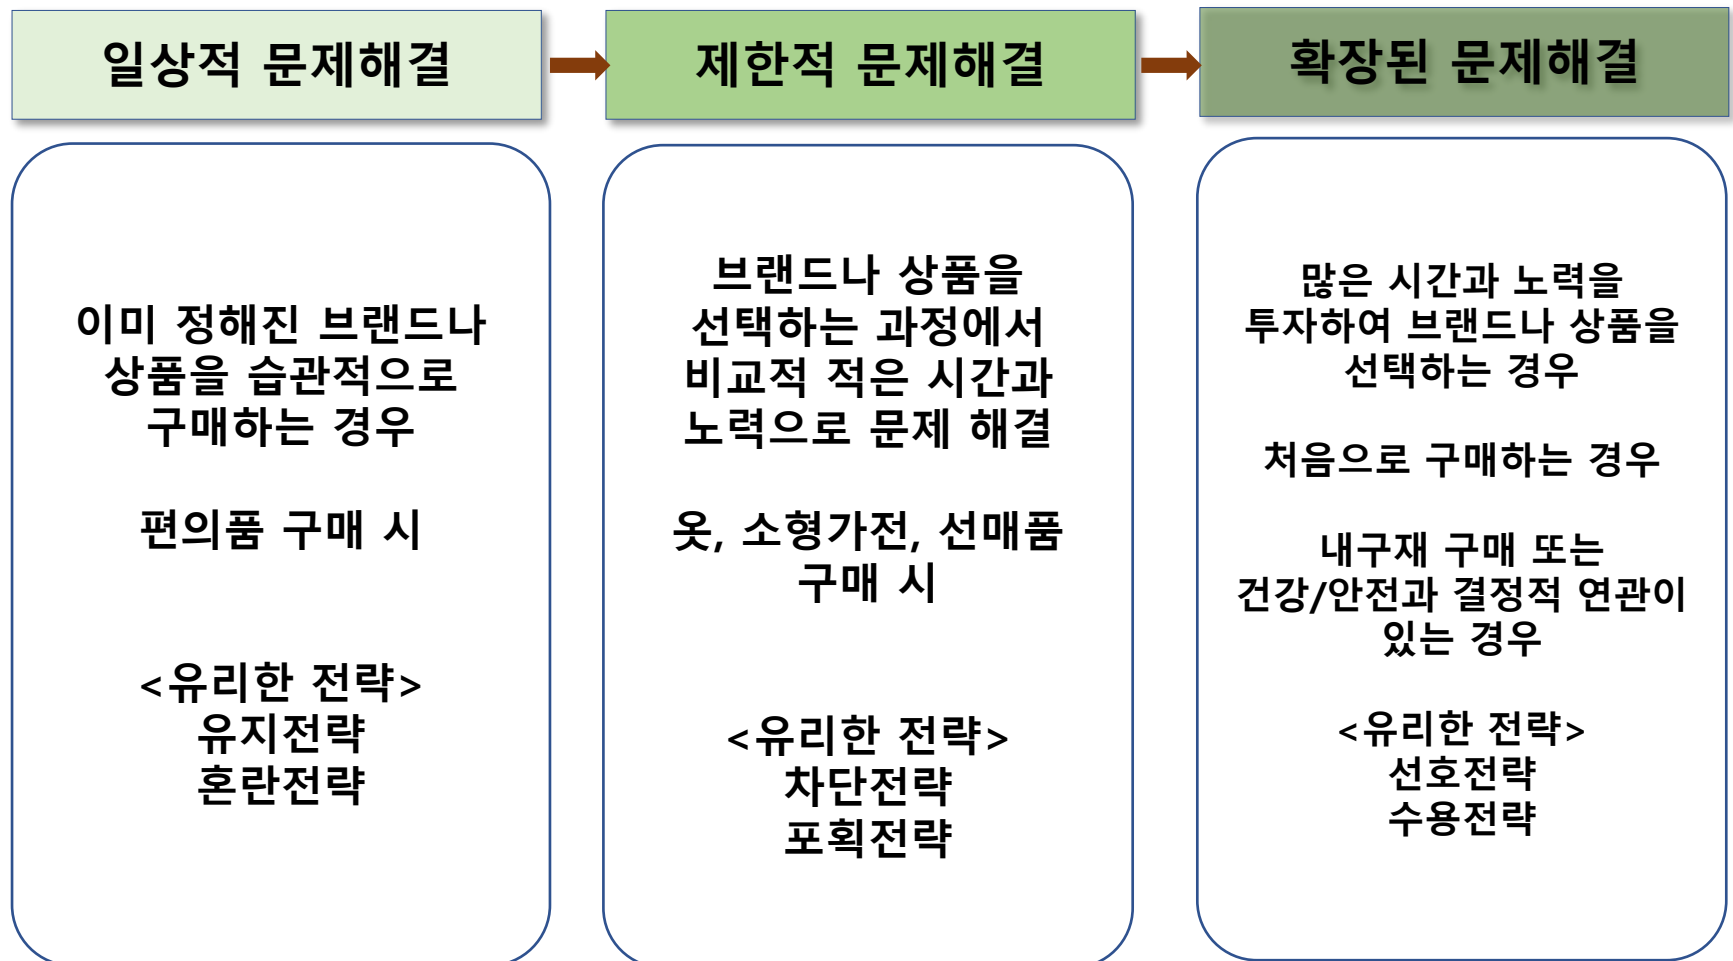 일상적 문제해결
제한적 문제해결
확장된 문제해결
이미 정해진 브랜드나
상품을 습관적으로
구매하는 경우
편의품 구매 시
<유리한 전략>
유지전략
혼란전략
브랜드나 상품을
선택하는 과정에서
비교적 적은 시간과
노력으로 문제 해결
옷, 소형가전, 선매품
구매 시
<유리한 전략>
차단전략
포획전략
많은 시간과 노력을
투자하여 브랜드나 상품을
선택하는 경우
처음으로 구매하는 경우
내구재 구매 또는
건강/안전과 결정적 연관이
있는 경우
<유리한 전략>
선호전략
수용전략